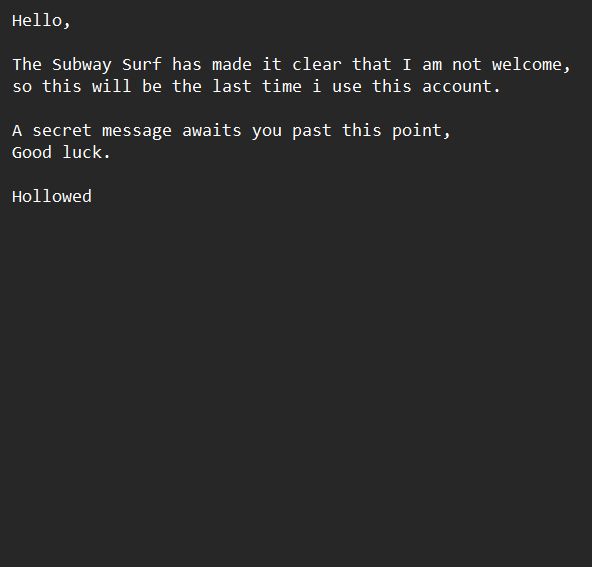 Hello,
The Subway Surf has made it clear that I am not welcome,
so this will be the last time i use this account.
A secret message awaits you past this point,
Good luck.
Hollowed